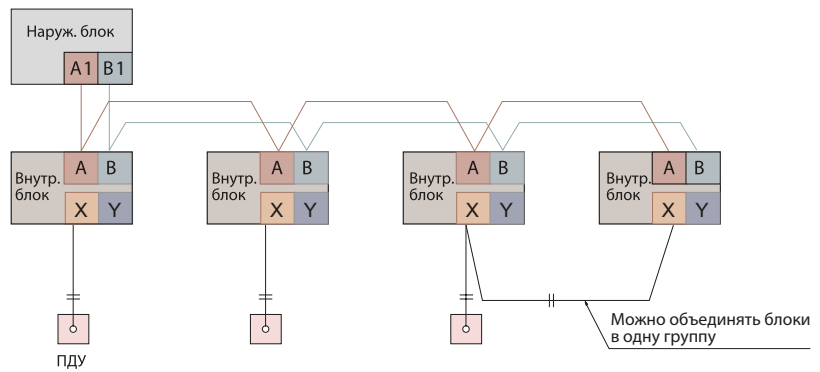 Наруж. блок
A1 B1
A B
Внутр.
блок
X Y
A B
Внутр.
блок
X Y
A B
Внутр.
блок
X Y
A B
Внутр.
блок
X Y
ПДУ
Можно объединять блоки
в одну группу